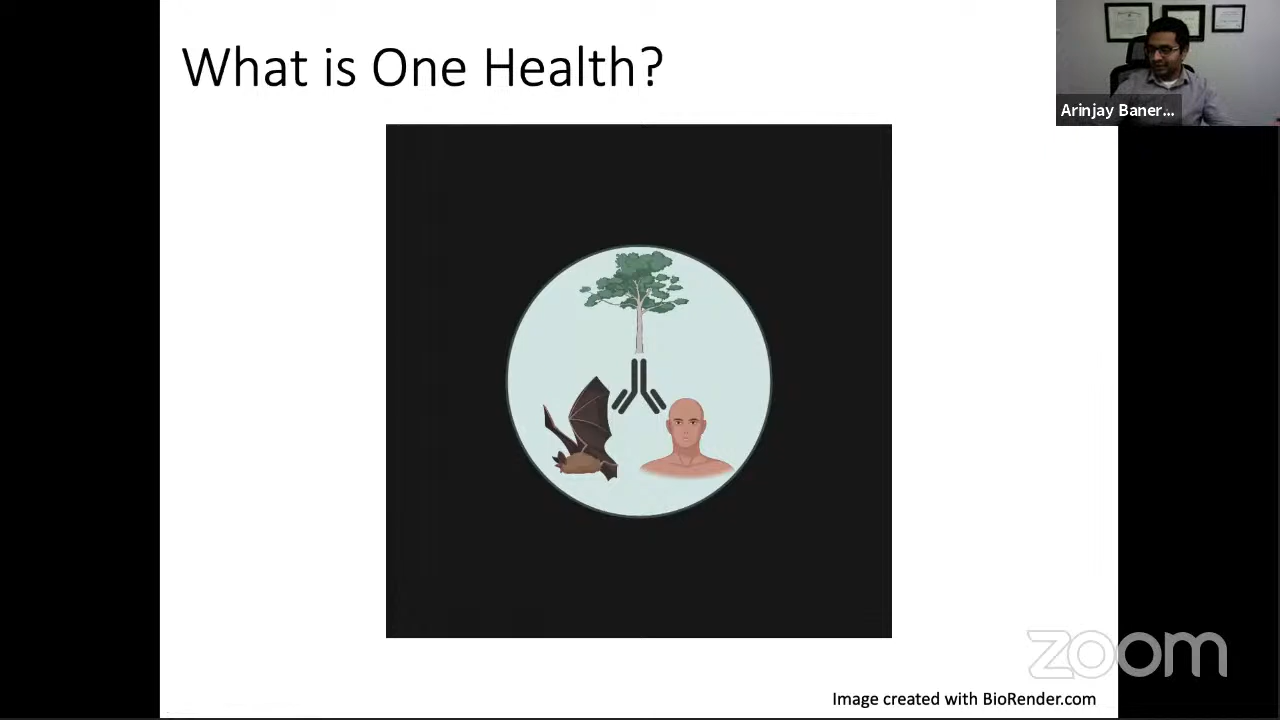 What is One Health?
Arinjay Baner...
zoom
Image created with BioRender.com